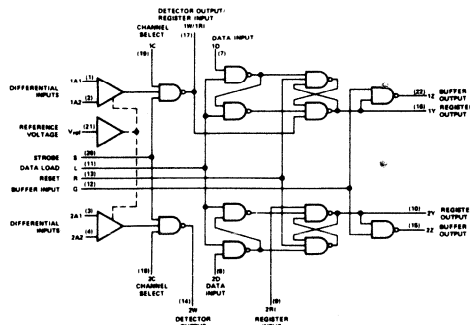 DETECTOR OUTPUT/
REGISTER INPUT
CHANNEL
SELECT
1W/1RI
(17)
DATA INPUT
1C
1D
(19)
(7)
DIFFERENTIAL
INPUTS
1A1 (1)
1A2 (2)
REFERENCE
VOLTAGE
Vref (21)
(22) 1Z BUFFER
OUTPUT
(16) 1Y REGISTER
OUTPUT
STROBE S (20)
DATA LOAD L (11)
RESET R (13)
BUFFER INPUT G (12)
DIFFERENTIAL
INPUTS
2A1 (3)
2A2 (4)
(10) 2Y REGISTER
OUTPUT
(15) 2Z BUFFER
OUTPUT
(18)
2C
CHANNEL
SELECT
(8)
2D
DATA
INPUT
(14)
2W
DETECTOR
(9)
2RI
REGISTER